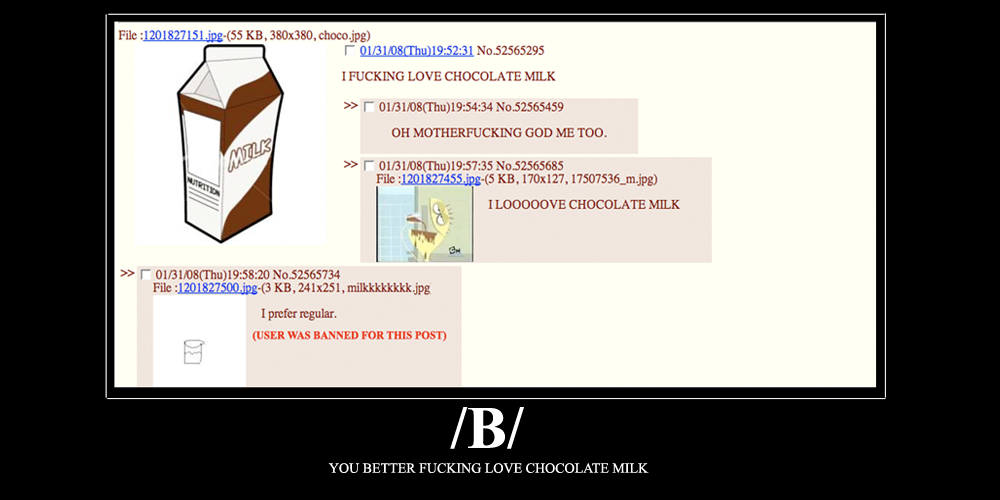 File :1201827151.jpg-(55 KB, 380x380, choco.jpg)
MILK
NUTRITION
01/31/08(Thu)19:52:31 No.52565295
I FUCKING LOVE CHOCOLATE MILK
>> 01/31/08(Thu)19:54:34 No.52565459
OH MOTHERFUCKING GOD ME TOO.
>> 01/31/08(Thu)19:57:35 No.52565685
File :1201827455.jpg-(5 KB, 170x127, 17507536_m.jpg)
I LOOOOOVE CHOCOLATE MILK
>> 01/31/08(Thu)19:58:20 No.52565734
File :1201827500.jpg-(3 KB, 241x251, milkkkkkkkk.jpg
I prefer regular.
(USER WAS BANNED FOR THIS POST)
/B/
YOU BETTER FUCKING LOVE CHOCOLATE MILK